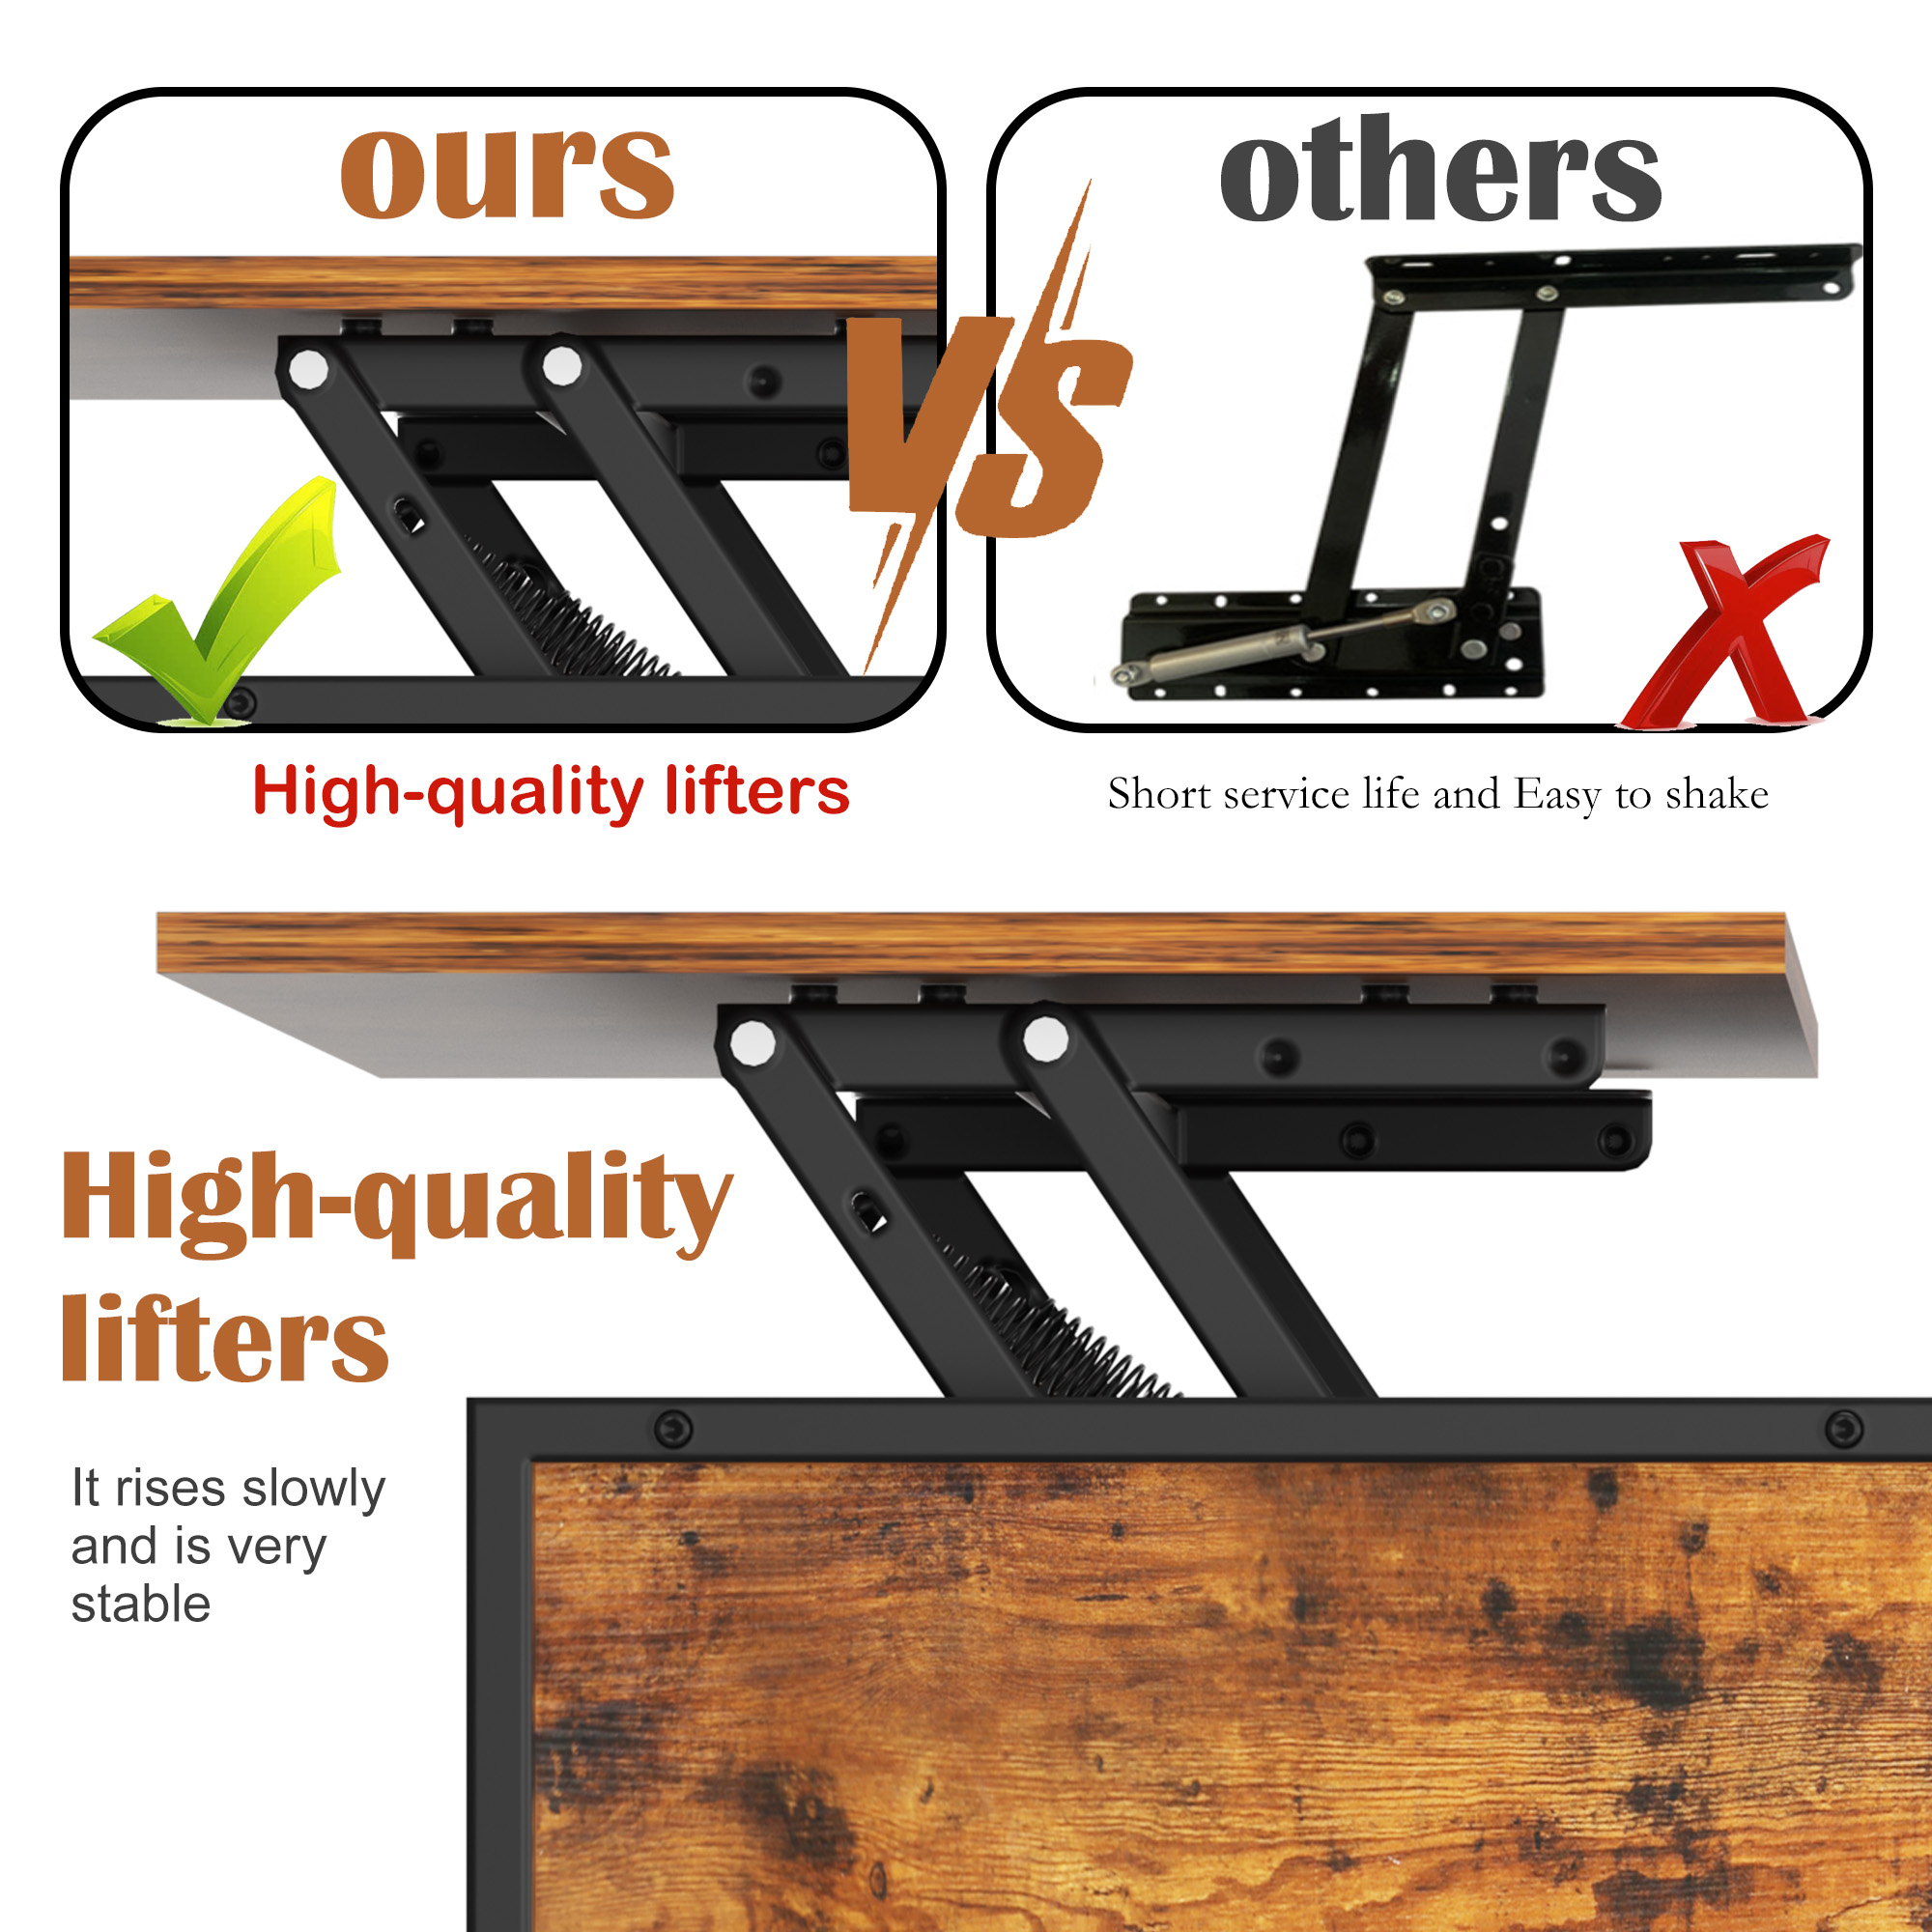 ours
others
VS
High-quality lifters
Short service life and Easy to shake
High-quality
lifters
It rises slowly
and is very
stable